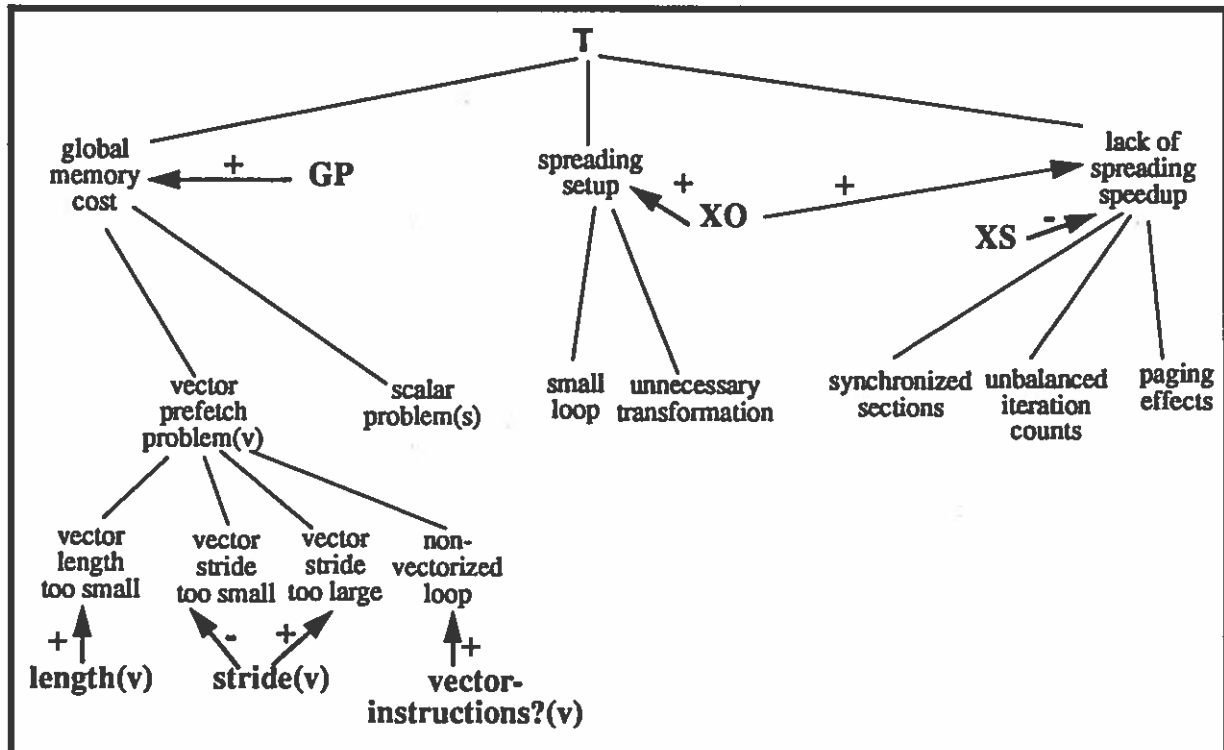 T
global
memory
cost
+
GP
spreading
setup
+
XO
+
lack of
spreading
speedup
XS
-
vector
prefetch
problem(v)
scalar
problem(s)
small
loop
unnecessary
transformation
synchronized
sections
unbalanced
iteration
counts
paging
effects
vector
length
too small
vector
stride
too small
vector
stride
too large
non-
vectorized
loop
+
-
+
+
length(v)
stride(v)
vector-
instructions?(v)